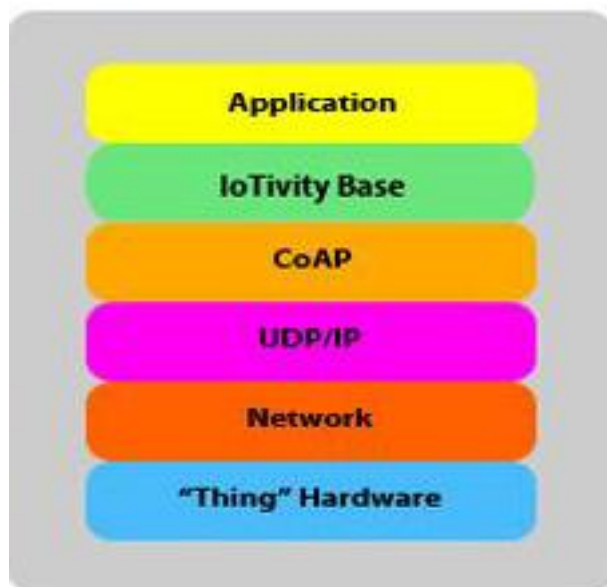 Application
IoTivity Base
CoAP
UDP/IP
Network
“Thing” Hardware